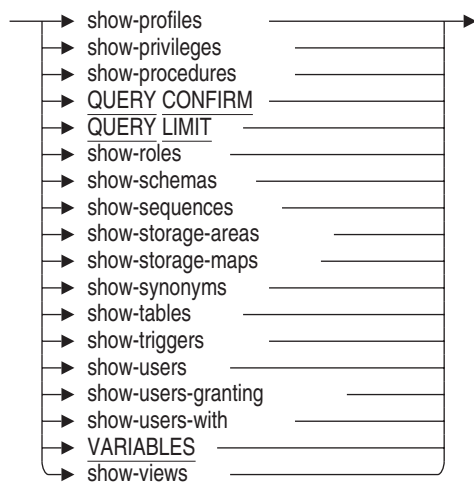 show-profiles
show-privileges
show-procedures
QUERY CONFIRM
QUERY LIMIT
show-roles
show-schemas
show-sequences
show-storage-areas
show-storage-maps
show-synonyms
show-tables
show-triggers
show-users
show-users-granting
show-users-with
VARIABLES
show-views